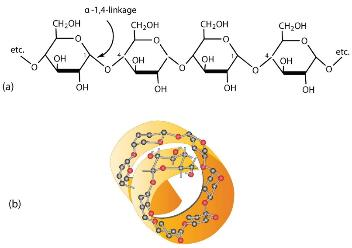 α-1,4-linkage
CH₂OH CH₂OH CH₂OH CH₂OH
etc. O O O O etc.
OH 1 4 OH OH 1 4 OH
O O O O O
OH OH OH OH
(a)
(b)